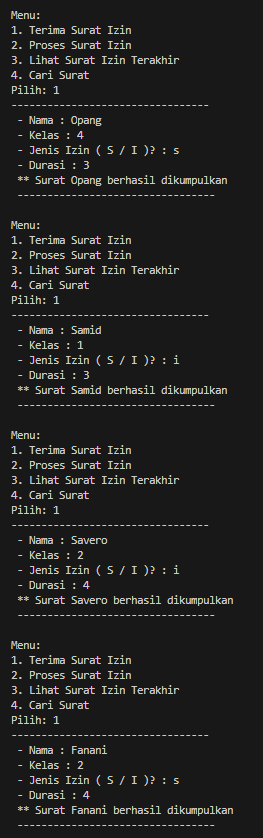 Menu:
1. Terima Surat Izin
2. Proses Surat Izin
3. Lihat Surat Izin Terakhir
4. Cari Surat
Pilih: 1
---------------------------------
- Nama : Opang
- Kelas : 4
- Jenis Izin ( S / I )? : s
- Durasi : 3
** Surat Opang berhasil dikumpulkan
---------------------------------
Menu:
1. Terima Surat Izin
2. Proses Surat Izin
3. Lihat Surat Izin Terakhir
4. Cari Surat
Pilih: 1
---------------------------------
- Nama : Samid
- Kelas : 1
- Jenis Izin ( S / I )? : i
- Durasi : 3
** Surat Samid berhasil dikumpulkan
---------------------------------
Menu:
1. Terima Surat Izin
2. Proses Surat Izin
3. Lihat Surat Izin Terakhir
4. Cari Surat
Pilih: 1
---------------------------------
- Nama : Savero
- Kelas : 2
- Jenis Izin ( S / I )? : i
- Durasi : 4
** Surat Savero berhasil dikumpulkan
---------------------------------
Menu:
1. Terima Surat Izin
2. Proses Surat Izin
3. Lihat Surat Izin Terakhir
4. Cari Surat
Pilih: 1
---------------------------------
- Nama : Fanani
- Kelas : 2
- Jenis Izin ( S / I )? : s
- Durasi : 4
** Surat Fanani berhasil dikumpulkan
---------------------------------